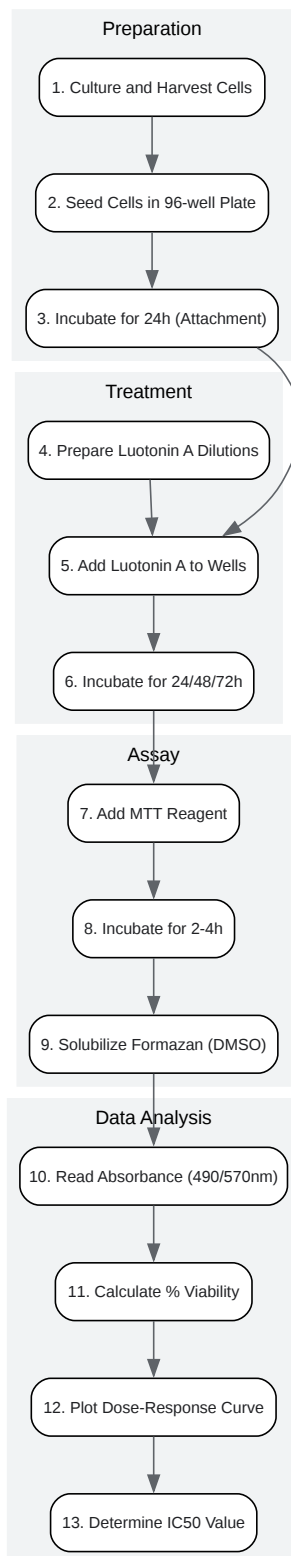 Preparation
1. Culture and Harvest Cells
2. Seed Cells in 96-well Plate
3. Incubate for 24h (Attachment)
Treatment
4. Prepare Luotonin A Dilutions
5. Add Luotonin A to Wells
6. Incubate for 24/48/72h
Assay
7. Add MTT Reagent
8. Incubate for 2-4h
9. Solubilize Formazan (DMSO)
Data Analysis
10. Read Absorbance (490/570nm)
11. Calculate % Viability
12. Plot Dose-Response Curve
13. Determine IC50 Value